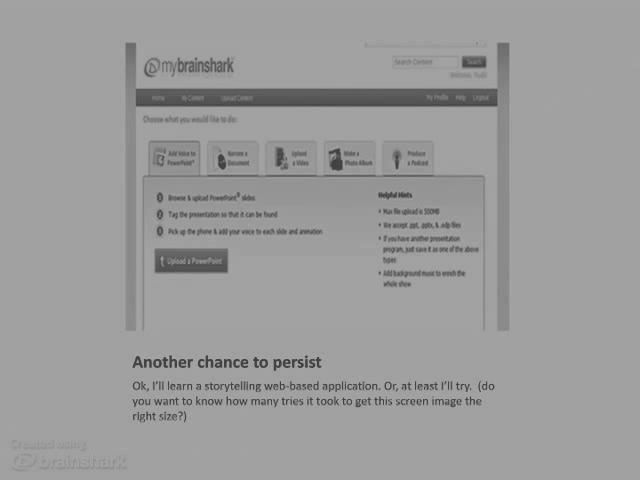 mybrainshark
Search Content Search
Welcome,
Home My Content Upload Content My Profile Help Logout
Choose what you would like to do:
Add Voice to PowerPoint®
Narrate a Document
Upload a Video
Make a Photo Album
Produce a Podcast
1 Browse & upload PowerPoint® slides
2 Tag the presentation so that it can be found
3 Pick up the phone & add your voice to each slide and animation
Upload a PowerPoint
Helpful Hints
Max file upload is 500MB
We accept .ppt, .pptx, & .odp files
If you have another presentation
program, just save it as one of the above
types
Add background music to enrich the
whole show
Another chance to persist
Ok, I'll learn a storytelling web-based application. Or, at least I'll try. (do
you want to know how many tries it took to get this screen image the
right size?)
Created using
brainshark